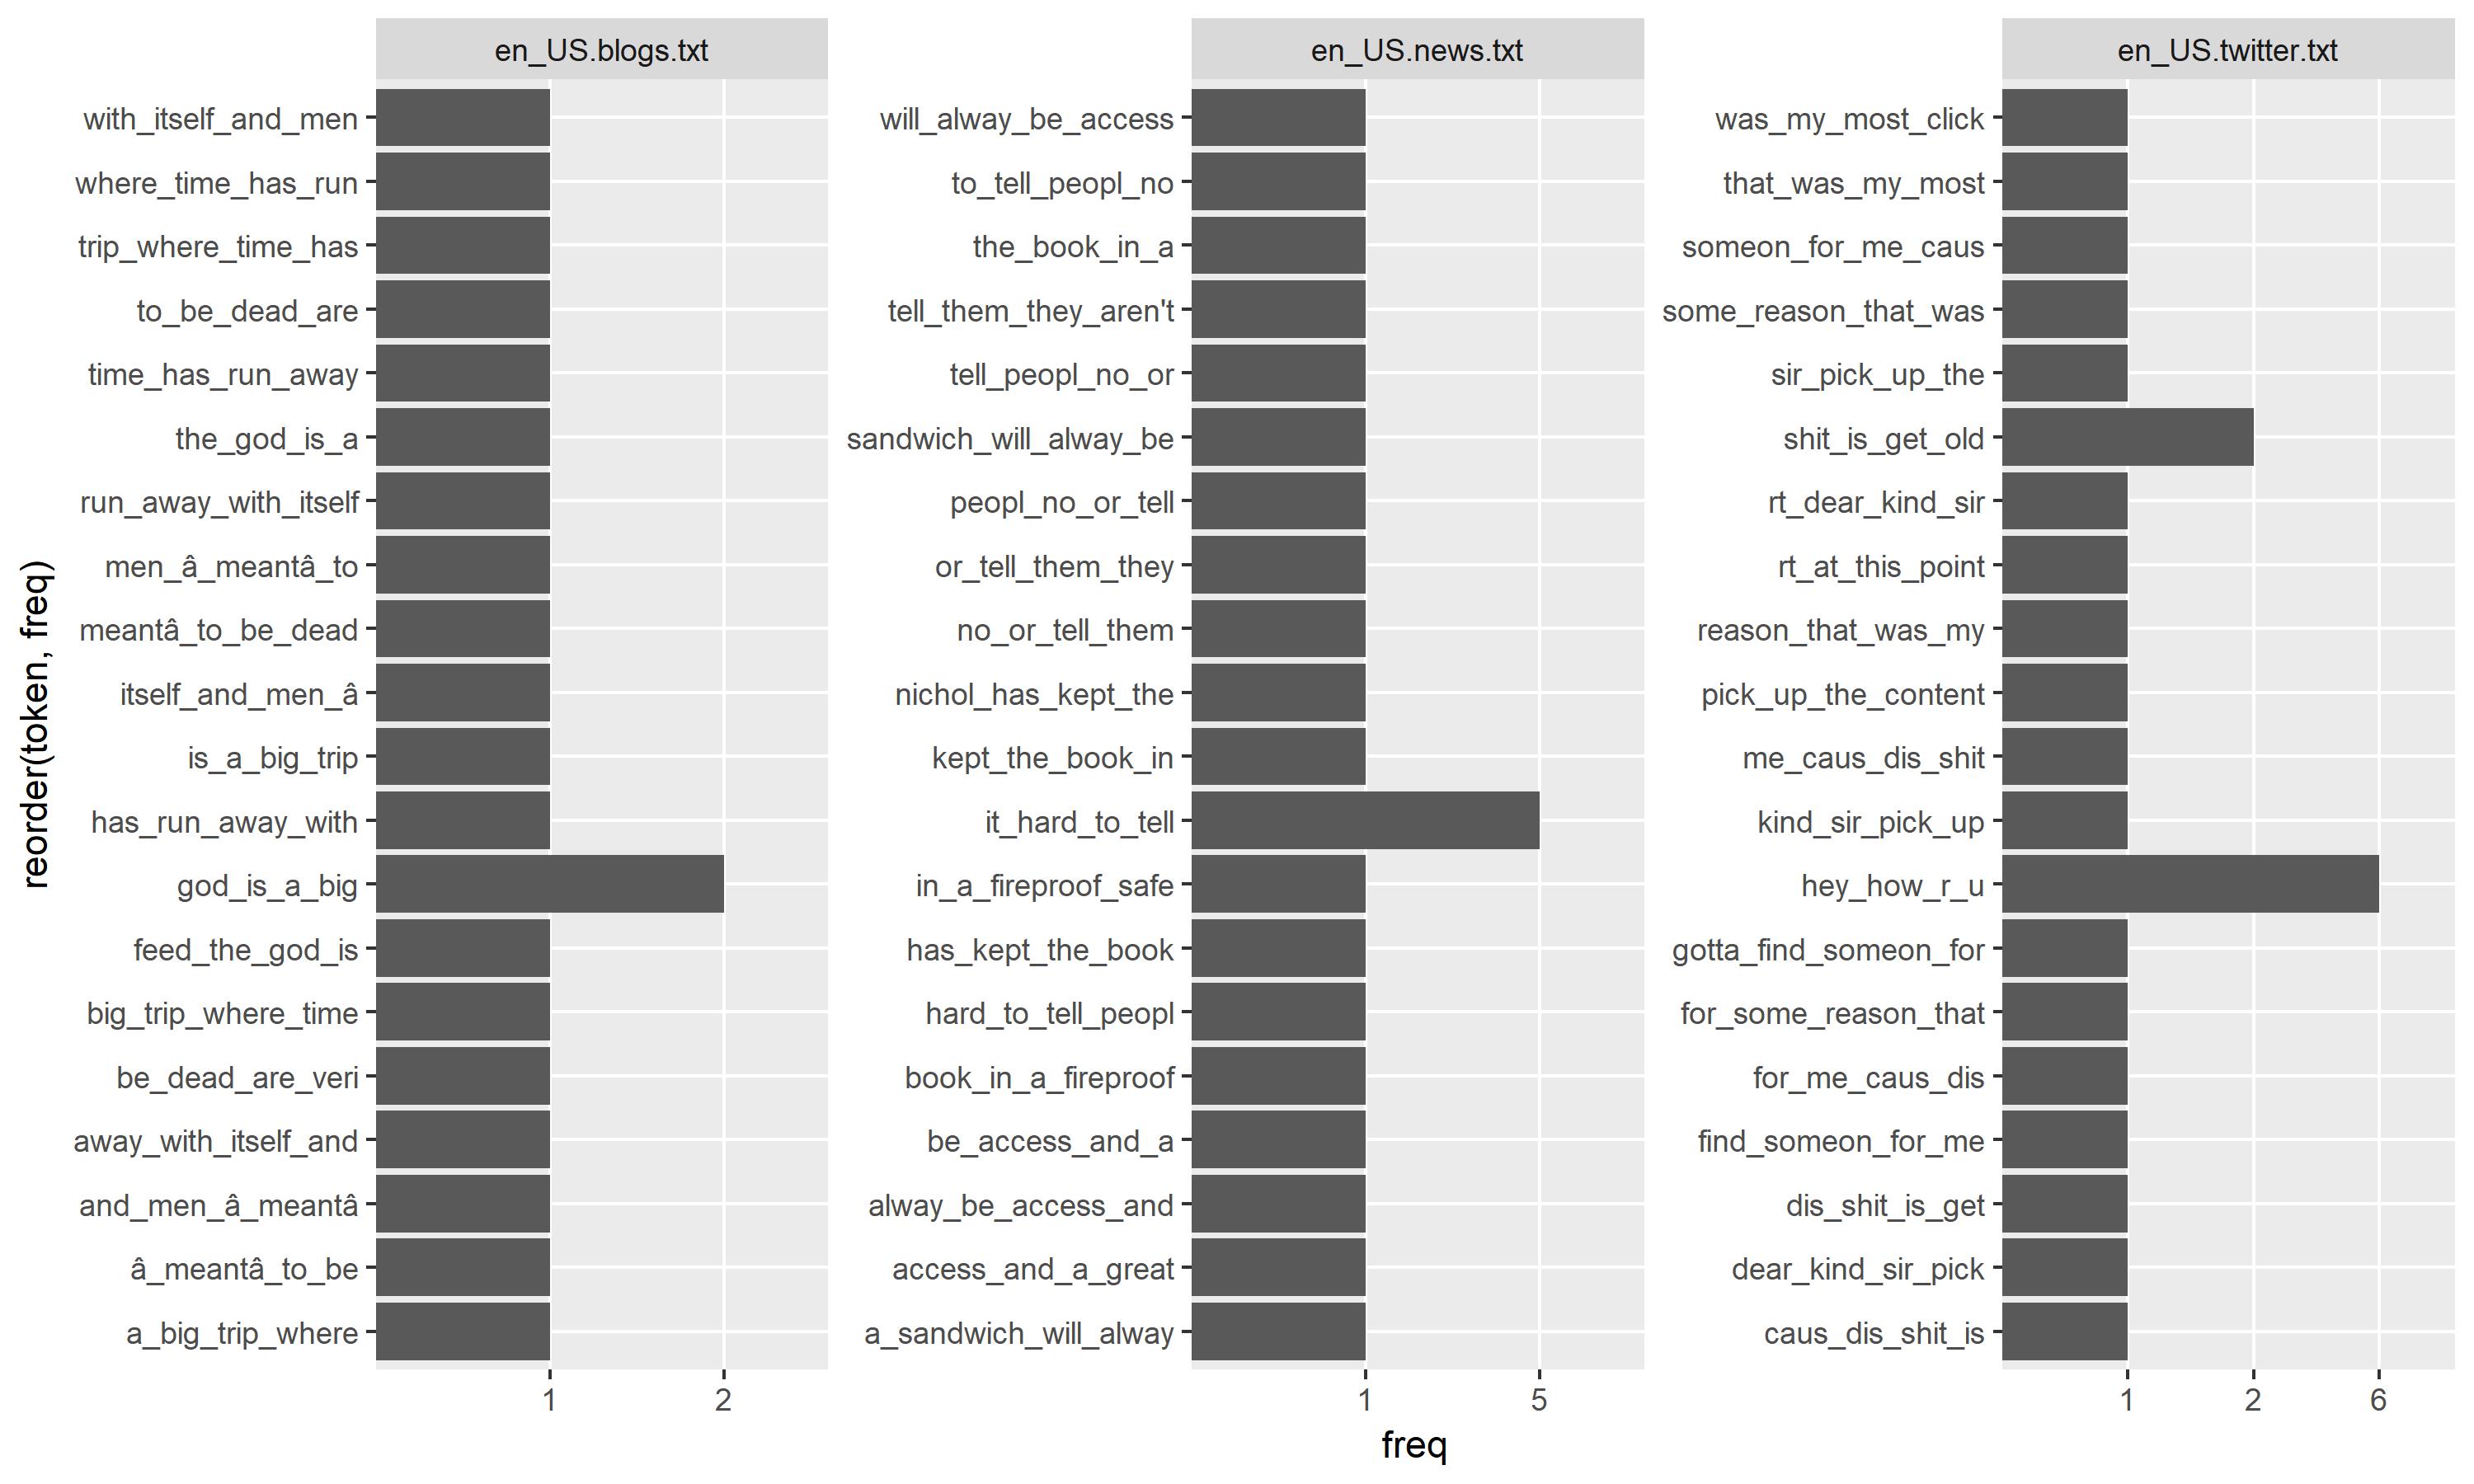 en_US.blogs.txt
with_itself_and_men
where_time_has_run
trip_where_time_has
to_be_dead_are
time_has_run_away
the_god_is_a
run_away_with_itself
men_â_meantâ_to
meantâ_to_be_dead
itself_and_men_â
is_a_big_trip
has_run_away_with
god_is_a_big
feed_the_god_is
big_trip_where_time
be_dead_are_veri
away_with_itself_and
and_men_â_meantâ
â_meantâ_to_be
a_big_trip_where
1 2
en_US.news.txt
will_alway_be_access
to_tell_peopl_no
the_book_in_a
tell_them_they_aren't
tell_peopl_no_or
sandwich_will_alway_be
peopl_no_or_tell
or_tell_them_they
no_or_tell_them
nichol_has_kept_the
kept_the_book_in
it_hard_to_tell
in_a_fireproof_safe
has_kept_the_book
hard_to_tell_peopl
book_in_a_fireproof
be_access_and_a
alway_be_access_and
access_and_a_great
a_sandwich_will_alway
1 5
en_US.twitter.txt
was_my_most_click
that_was_my_most
someon_for_me_caus
some_reason_that_was
sir_pick_up_the
shit_is_get_old
rt_dear_kind_sir
rt_at_this_point
reason_that_was_my
pick_up_the_content
me_caus_dis_shit
kind_sir_pick_up
hey_how_r_u
gotta_find_someon_for
for_some_reason_that
for_me_caus_dis
find_someon_for_me
dis_shit_is_get
dear_kind_sir_pick
caus_dis_shit_is
1 2 6
freq
reorder(token, freq)